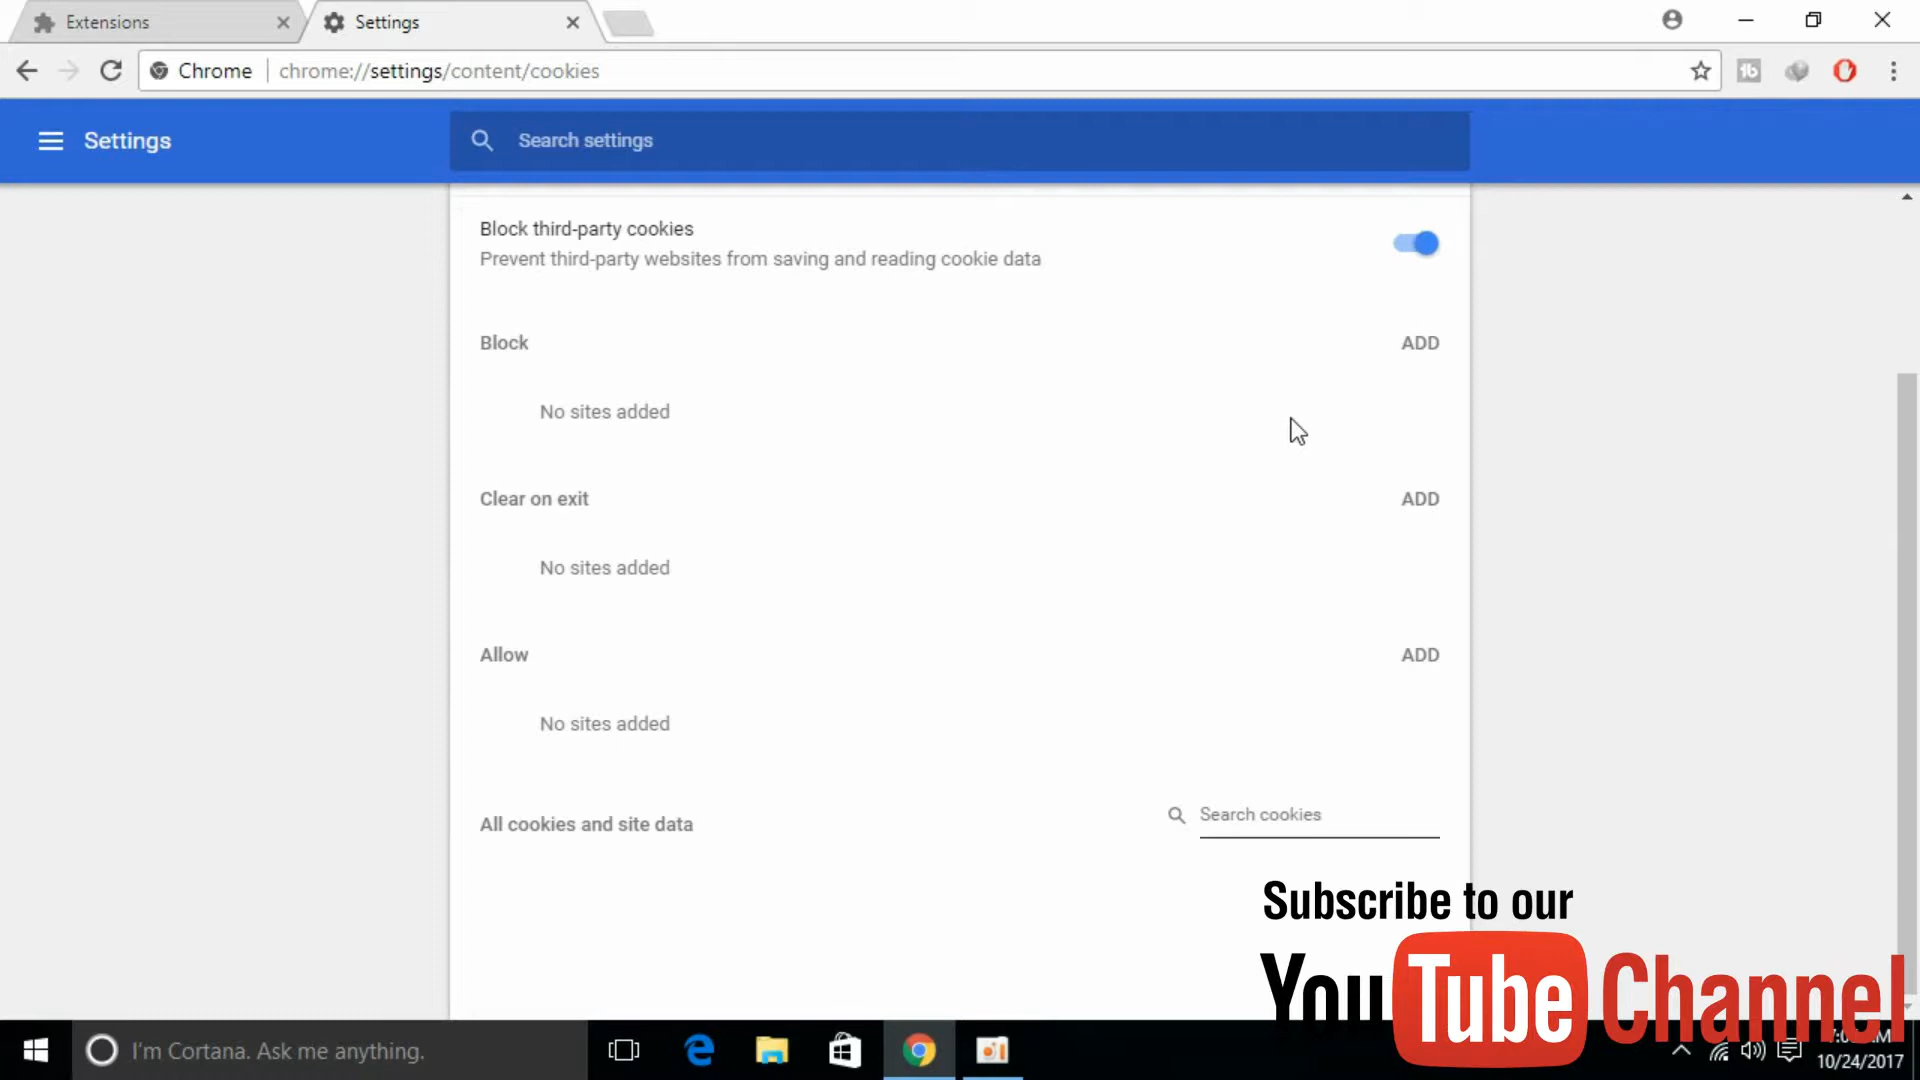 Extensions
Settings
Chrome
chrome://settings/content/cookies
Settings
Search settings
Block third-party cookies
Prevent third-party websites from saving and reading cookie data
Block
ADD
No sites added
Clear on exit
ADD
No sites added
Allow
ADD
No sites added
All cookies and site data
Search cookies
Subscribe to our
YouTube Channel
I'm Cortana. Ask me anything.
10/24/2017